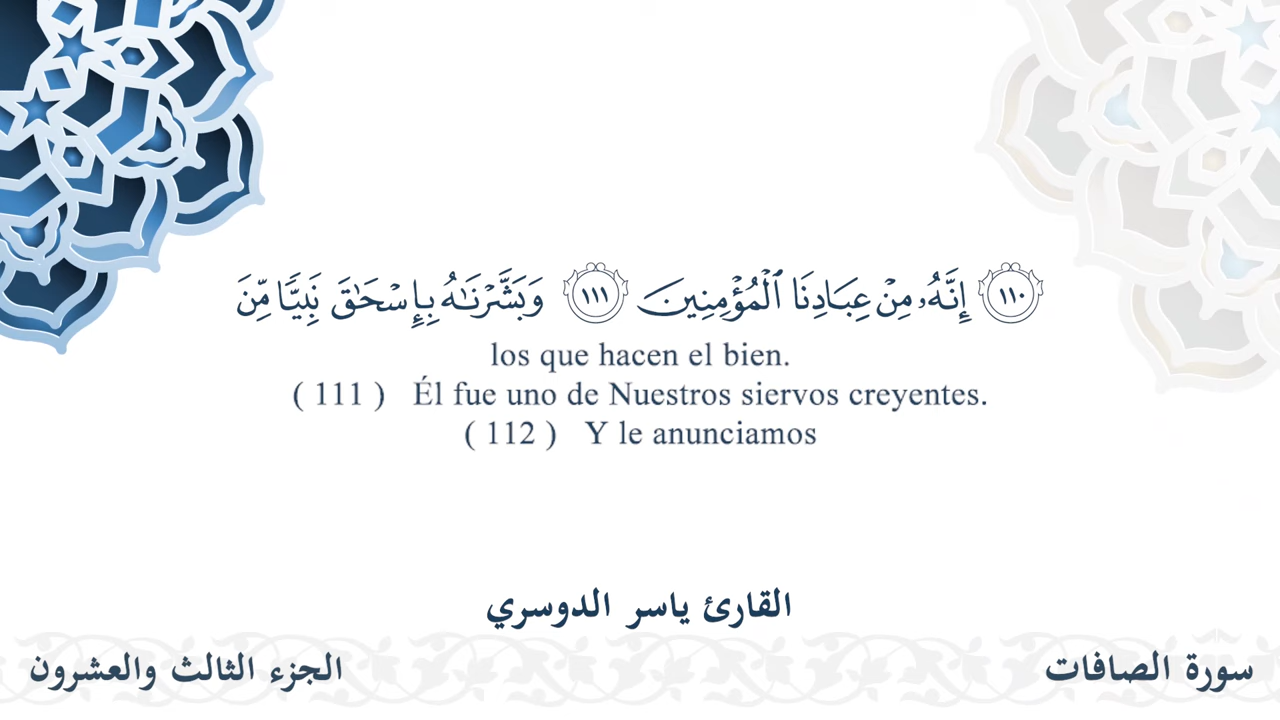 ١١٠ إِنَّهُۥ مِنْ عِبَادِنَا ٱلْمُؤْمِنِينَ ١١١ وَبَشَّرْنَٰهُ بِإِسْحَٰقَ نَبِيًّا مِّنَ
los que hacen el bien.
( 111 ) Él fue uno de Nuestros siervos creyentes.
( 112 ) Y le anunciamos
القارئ ياسر الدوسري
سورة الصافات
الجزء الثالث والعشرون